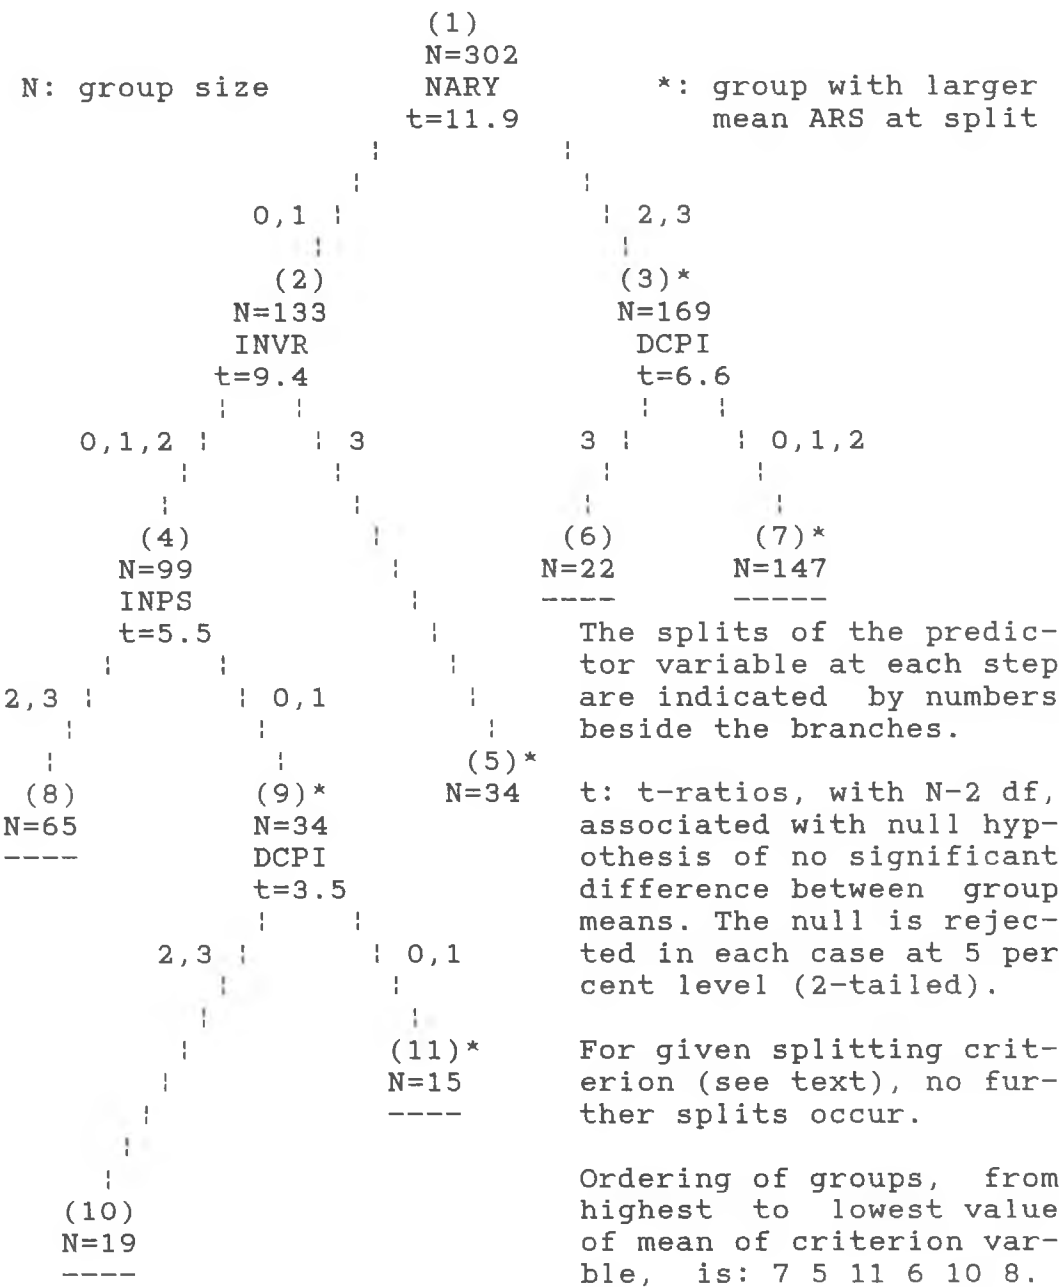 (1)
N=302
N: group size NARY *: group with larger
t=11.9 mean ARS at split
0,1 2,3
(2) (3)*
N=133 N=169
INVR DCPI
t=9.4 t=6.6
0,1,2 3 3 0,1,2
(4) (6) (7)*
N=99 N=22 N=147
INPS ---- -----
t=5.5 The splits of the predic-
tor variable at each step
2,3 0,1 are indicated by numbers
beside the branches.
(5)*
(8) (9)* N=34 t: t-ratios, with N-2 df,
N=65 N=34 associated with null hyp-
---- DCPI othesis of no significant
t=3.5 difference between group
means. The null is rejec-
2,3 0,1 ted in each case at 5 per
cent level (2-tailed).
(11)* For given splitting crit-
N=15 erion (see text), no fur-
---- ther splits occur.
Ordering of groups, from
(10) highest to lowest value
N=19 of mean of criterion var-
---- ble, is: 7 5 11 6 10 8.